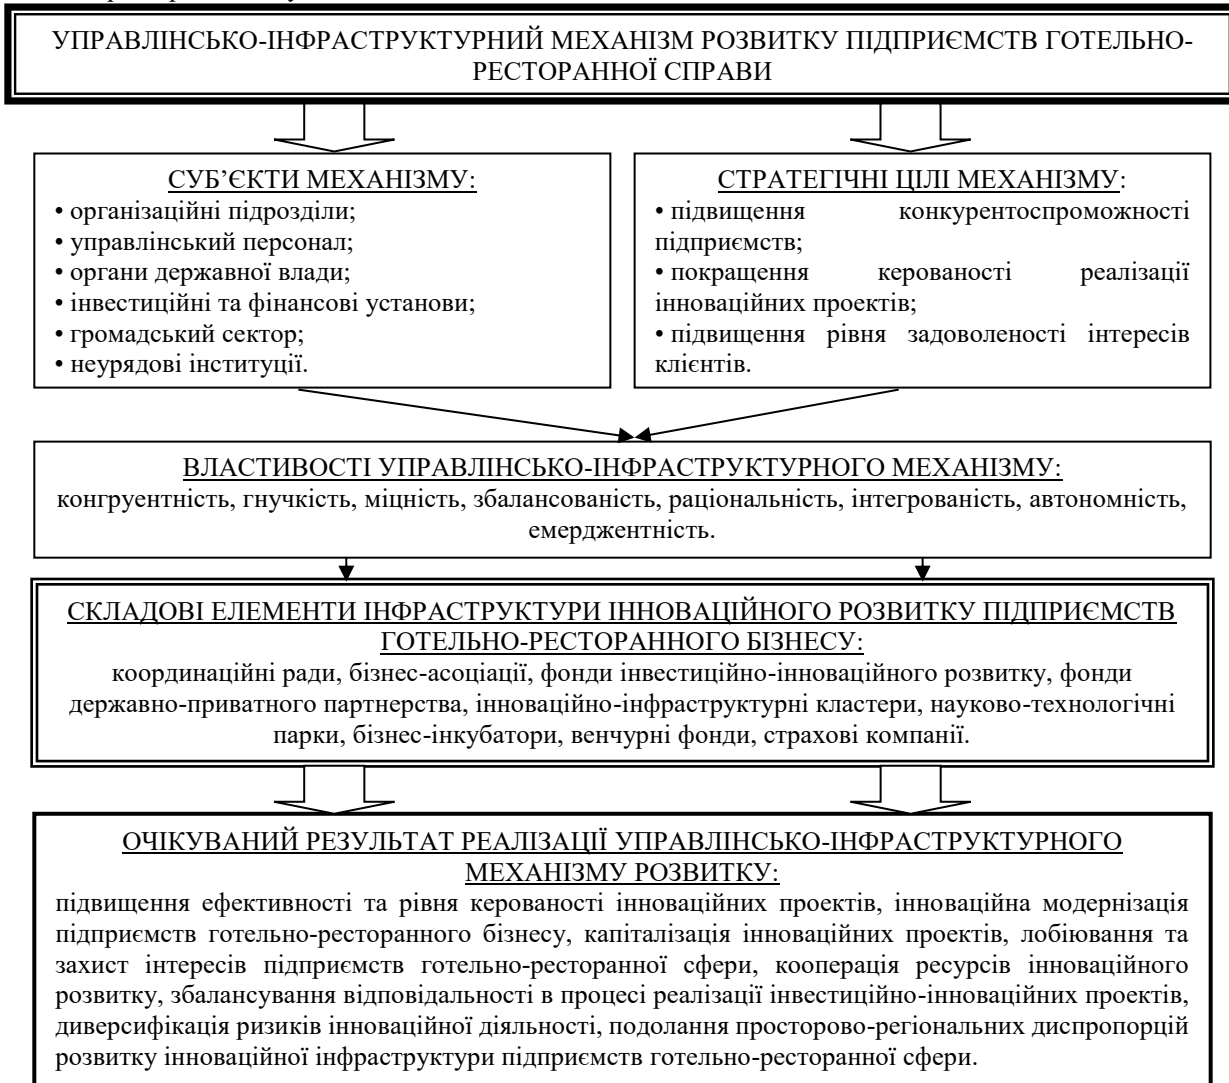 УПРАВЛІНСЬКО-ІНФРАСТРУКТУРНИЙ МЕХАНІЗМ РОЗВИТКУ ПІДПРИЄМСТВ ГОТЕЛЬНО-
РЕСТОРАННОЇ СПРАВИ
СУБ’ЄКТИ МЕХАНІЗМУ:
• організаційні підрозділи;
• управлінський персонал;
• органи державної влади;
• інвестиційні та фінансові установи;
• громадський сектор;
• неурядові інституції.
СТРАТЕГІЧНІ ЦІЛІ МЕХАНІЗМУ:
• підвищення конкурентоспроможності
підприємств;
• покращення керованості реалізації
інноваційних проектів;
• підвищення рівня задоволеності інтересів
клієнтів.
ВЛАСТИВОСТІ УПРАВЛІНСЬКО-ІНФРАСТРУКТУРНОГО МЕХАНІЗМУ:
конгруентність, гнучкість, міцність, збалансованість, раціональність, інтегрованість, автономність,
емерджентність.
СКЛАДОВІ ЕЛЕМЕНТИ ІНФРАСТРУКТУРИ ІННОВАЦІЙНОГО РОЗВИТКУ ПІДПРИЄМСТВ
ГОТЕЛЬНО-РЕСТОРАННОГО БІЗНЕСУ:
координаційні ради, бізнес-асоціації, фонди інвестиційно-інноваційного розвитку, фонди
державно-приватного партнерства, інноваційно-інфраструктурні кластери, науково-технологічні
парки, бізнес-інкубатори, венчурні фонди, страхові компанії.
ОЧІКУВАНИЙ РЕЗУЛЬТАТ РЕАЛІЗАЦІЇ УПРАВЛІНСЬКО-ІНФРАСТРУКТУРНОГО
МЕХАНІЗМУ РОЗВИТКУ:
підвищення ефективності та рівня керованості інноваційних проектів, інноваційна модернізація
підприємств готельно-ресторанного бізнесу, капіталізація інноваційних проектів, лобіювання та
захист інтересів підприємств готельно-ресторанної сфери, кооперація ресурсів інноваційного
розвитку, збалансування відповідальності в процесі реалізації інвестиційно-інноваційних проектів,
диверсифікація ризиків інноваційної діяльності, подолання просторово-регіональних диспропорцій
розвитку інноваційної інфраструктури підприємств готельно-ресторанної сфери.